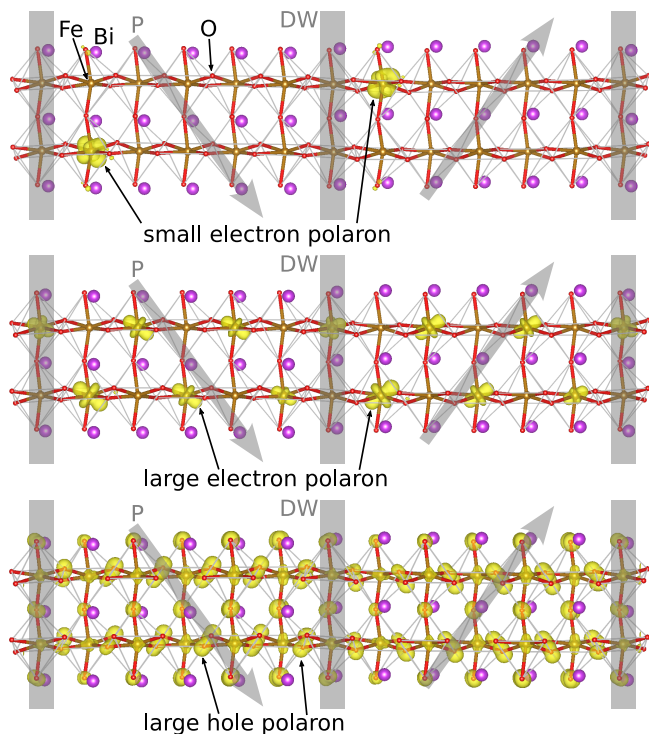 P
DW
Fe
Bi
O
small electron polaron
P
DW
large electron polaron
P
DW
large hole polaron